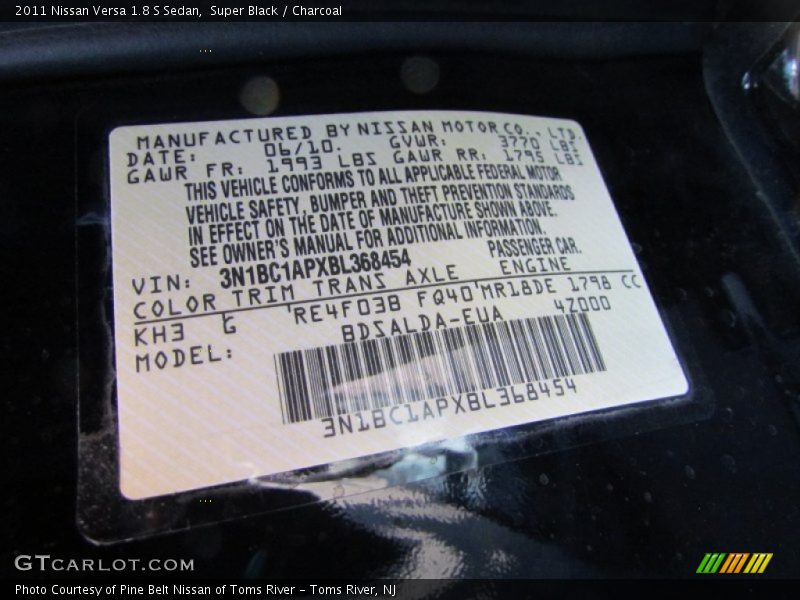 2011 Nissan Versa 1.8 S Sedan,  Super Black / Charcoal
MANUFACTURED BY NISSAN MOTOR CO., LTD.
DATE: 06/10. GVWR: 3770 LBS
GAWR FR: 1993 LBS GAWR RR: 1795 LBS
THIS VEHICLE CONFORMS TO ALL APPLICABLE FEDERAL MOTOR
VEHICLE SAFETY, BUMPER AND THEFT PREVENTION STANDARDS
IN EFFECT ON THE DATE OF MANUFACTURE SHOWN ABOVE.
SEE OWNER'S MANUAL FOR ADDITIONAL INFORMATION.
VIN: 3N1BC1APXBL368454 PASSENGER CAR.
COLOR TRIM TRANS AXLE ENGINE
KH3 G RE4F03B FQ40 MR18DE 1798 CC
MODEL: BDSALDA-EUA 4Z000
3N1BC1APXBL368454
GTCARLOT.COM
Photo Courtesy of Pine Belt Nissan of Toms River – Toms River, NJ